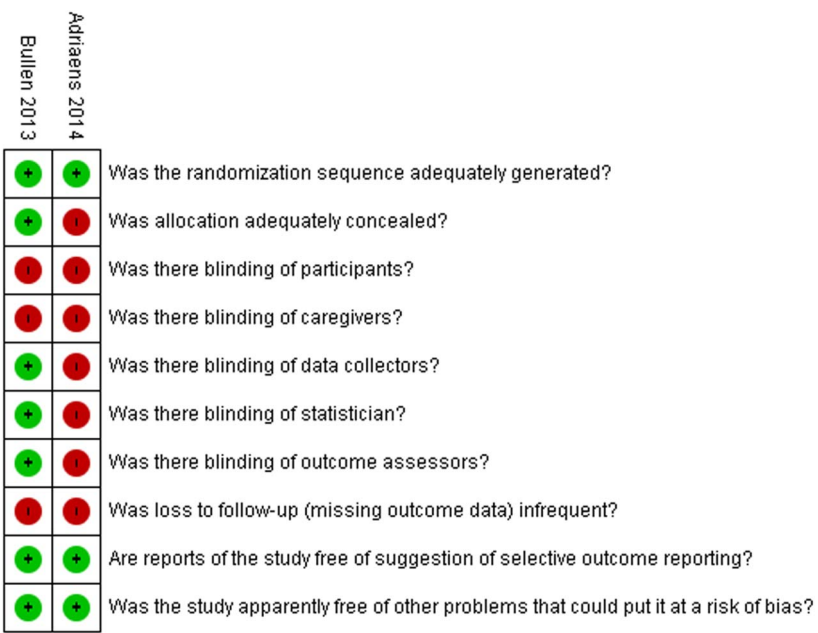 Bullen 2013
Adriaens 2014
Was the randomization sequence adequately generated?
Was allocation adequately concealed?
Was there blinding of participants?
Was there blinding of caregivers?
Was there blinding of data collectors?
Was there blinding of statistician?
Was there blinding of outcome assessors?
Was loss to follow-up (missing outcome data) infrequent?
Are reports of the study free of suggestion of selective outcome reporting?
Was the study apparently free of other problems that could put it at a risk of bias?